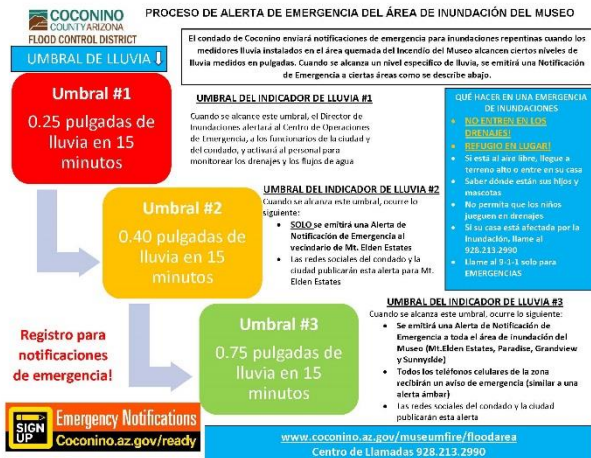 COCONINO
COUNTY ARIZONA
FLOOD CONTROL DISTRICT
PROCESO DE ALERTA DE EMERGENCIA DEL ÁREA DE INUNDACIÓN DEL MUSEO
El condado de Coconino enviará notificaciones de emergencia para inundaciones repentinas cuando los
medidores lluvia instalados en el área quemada del Incendio del Museo alcancen ciertos niveles de
lluvia medidos en pulgadas. Cuando se alcanza un nivel específico de lluvia, se emitirá una Notificación
de Emergencia a ciertas áreas como se describe abajo.
UMBRAL DE LLUVIA
Umbral #1
0.25 pulgadas de
lluvia en 15
minutos
UMBRAL DEL INDICADOR DE LLUVIA #1
Cuando se alcance este umbral, el Director de
Inundaciones alertará al Centro de Operaciones
de Emergencia, a los funcionarios de la ciudad y
del condado, y activará al personal para
monitorear los drenajes y los flujos de agua
QUÉ HACER EN UNA EMERGENCIA
DE INUNDACIONES
• NO ENTREN EN LOS
DRENAJES!
• REFUGIO EN LUGAR!
• Si está al aire libre, llegue a
terreno alto o entre en su casa
• Saber dónde están sus hijos y
mascotas
• No permita que los niños
jueguen en drenajes
• Si su casa está afectada por la
Inundación, llame al
928.213.2990
• Llame al 9-1-1 solo para
EMERGENCIAS
Umbral #2
0.40 pulgadas de
lluvia en 15
minutos
UMBRAL DEL INDICADOR DE LLUVIA #2
Cuando se alcanza este umbral, ocurre lo
siguiente:
• SOLO se emitirá una Alerta de
Notificación de Emergencia al
vecindario de Mt. Elden Estates
• Las redes sociales del condado y la
ciudad publicarán esta alerta para Mt.
Elden Estates
Umbral #3
0.75 pulgadas de
lluvia en 15
minutos
UMBRAL DEL INDICADOR DE LLUVIA #3
Cuando se alcanza este umbral, ocurre lo siguiente:
• Se emitirá una Alerta de Notificación de
Emergencia a toda el área de inundación del
Museo (Mt.Elden Estates, Paradise, Grandview
y Sunnyside)
• Todos los teléfonos celulares de la zona
recibirán un aviso de emergencia (similar a una
alerta ámbar)
• Las redes sociales del condado y la ciudad
publicarán esta alerta
Registro para
notificaciones
de emergencia!
SIGN
UP
Emergency Notifications
Coconino.az.gov/ready
www.coconino.az.gov/museumfire/floodarea
Centro de Llamadas 928.213.2990